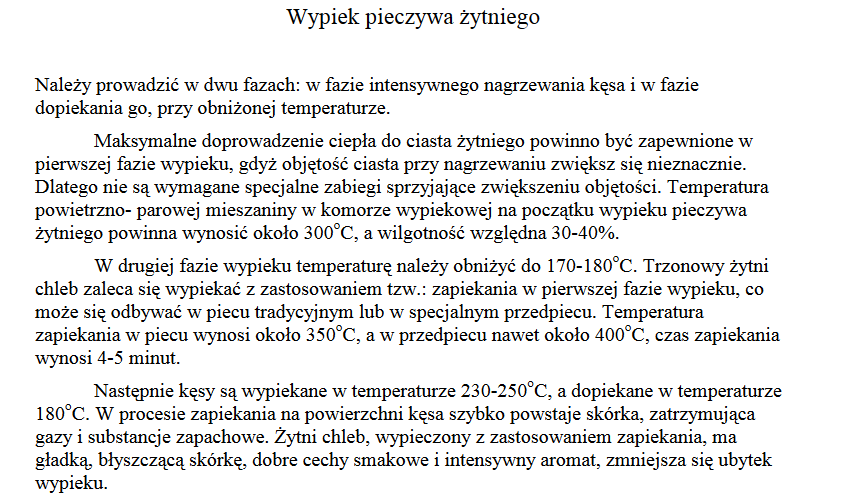 Wypiek pieczywa żytniego
Należy prowadzić w dwu fazach: w fazie intensywnego nagrzewania kęsa i w fazie
dopiekania go, przy obniżonej temperaturze.
Maksymalne doprowadzenie ciepła do ciasta żytniego powinno być zapewnione w
pierwszej fazie wypieku, gdyż objętość ciasta przy nagrzewaniu zwiększ się nieznacznie.
Dlatego nie są wymagane specjalne zabiegi sprzyjające zwiększeniu objętości. Temperatura
powietrzno- parowej mieszaniny w komorze wypiekowej na początku wypieku pieczywa
żytniego powinna wynosić około 300°C, a wilgotność względna 30-40%.
W drugiej fazie wypieku temperaturę należy obniżyć do 170-180°C. Trzonowy żytni
chleb zaleca się wypiekać z zastosowaniem tzw.: zapiekania w pierwszej fazie wypieku, co
może się odbywać w piecu tradycyjnym lub w specjalnym przedpiecu. Temperatura
zapiekania w piecu wynosi około 350°C, a w przedpiecu nawet około 400°C, czas zapiekania
wynosi 4-5 minut.
Następnie kęsy są wypiekane w temperaturze 230-250°C, a dopiekane w temperaturze
180°C. W procesie zapiekania na powierzchni kęsa szybko powstaje skórka, zatrzymująca
gazy i substancje zapachowe. Żytni chleb, wypieczony z zastosowaniem zapiekania, ma
gładką, błyszczącą skórkę, dobre cechy smakowe i intensywny aromat, zmniejsza się ubytek
wypieku.